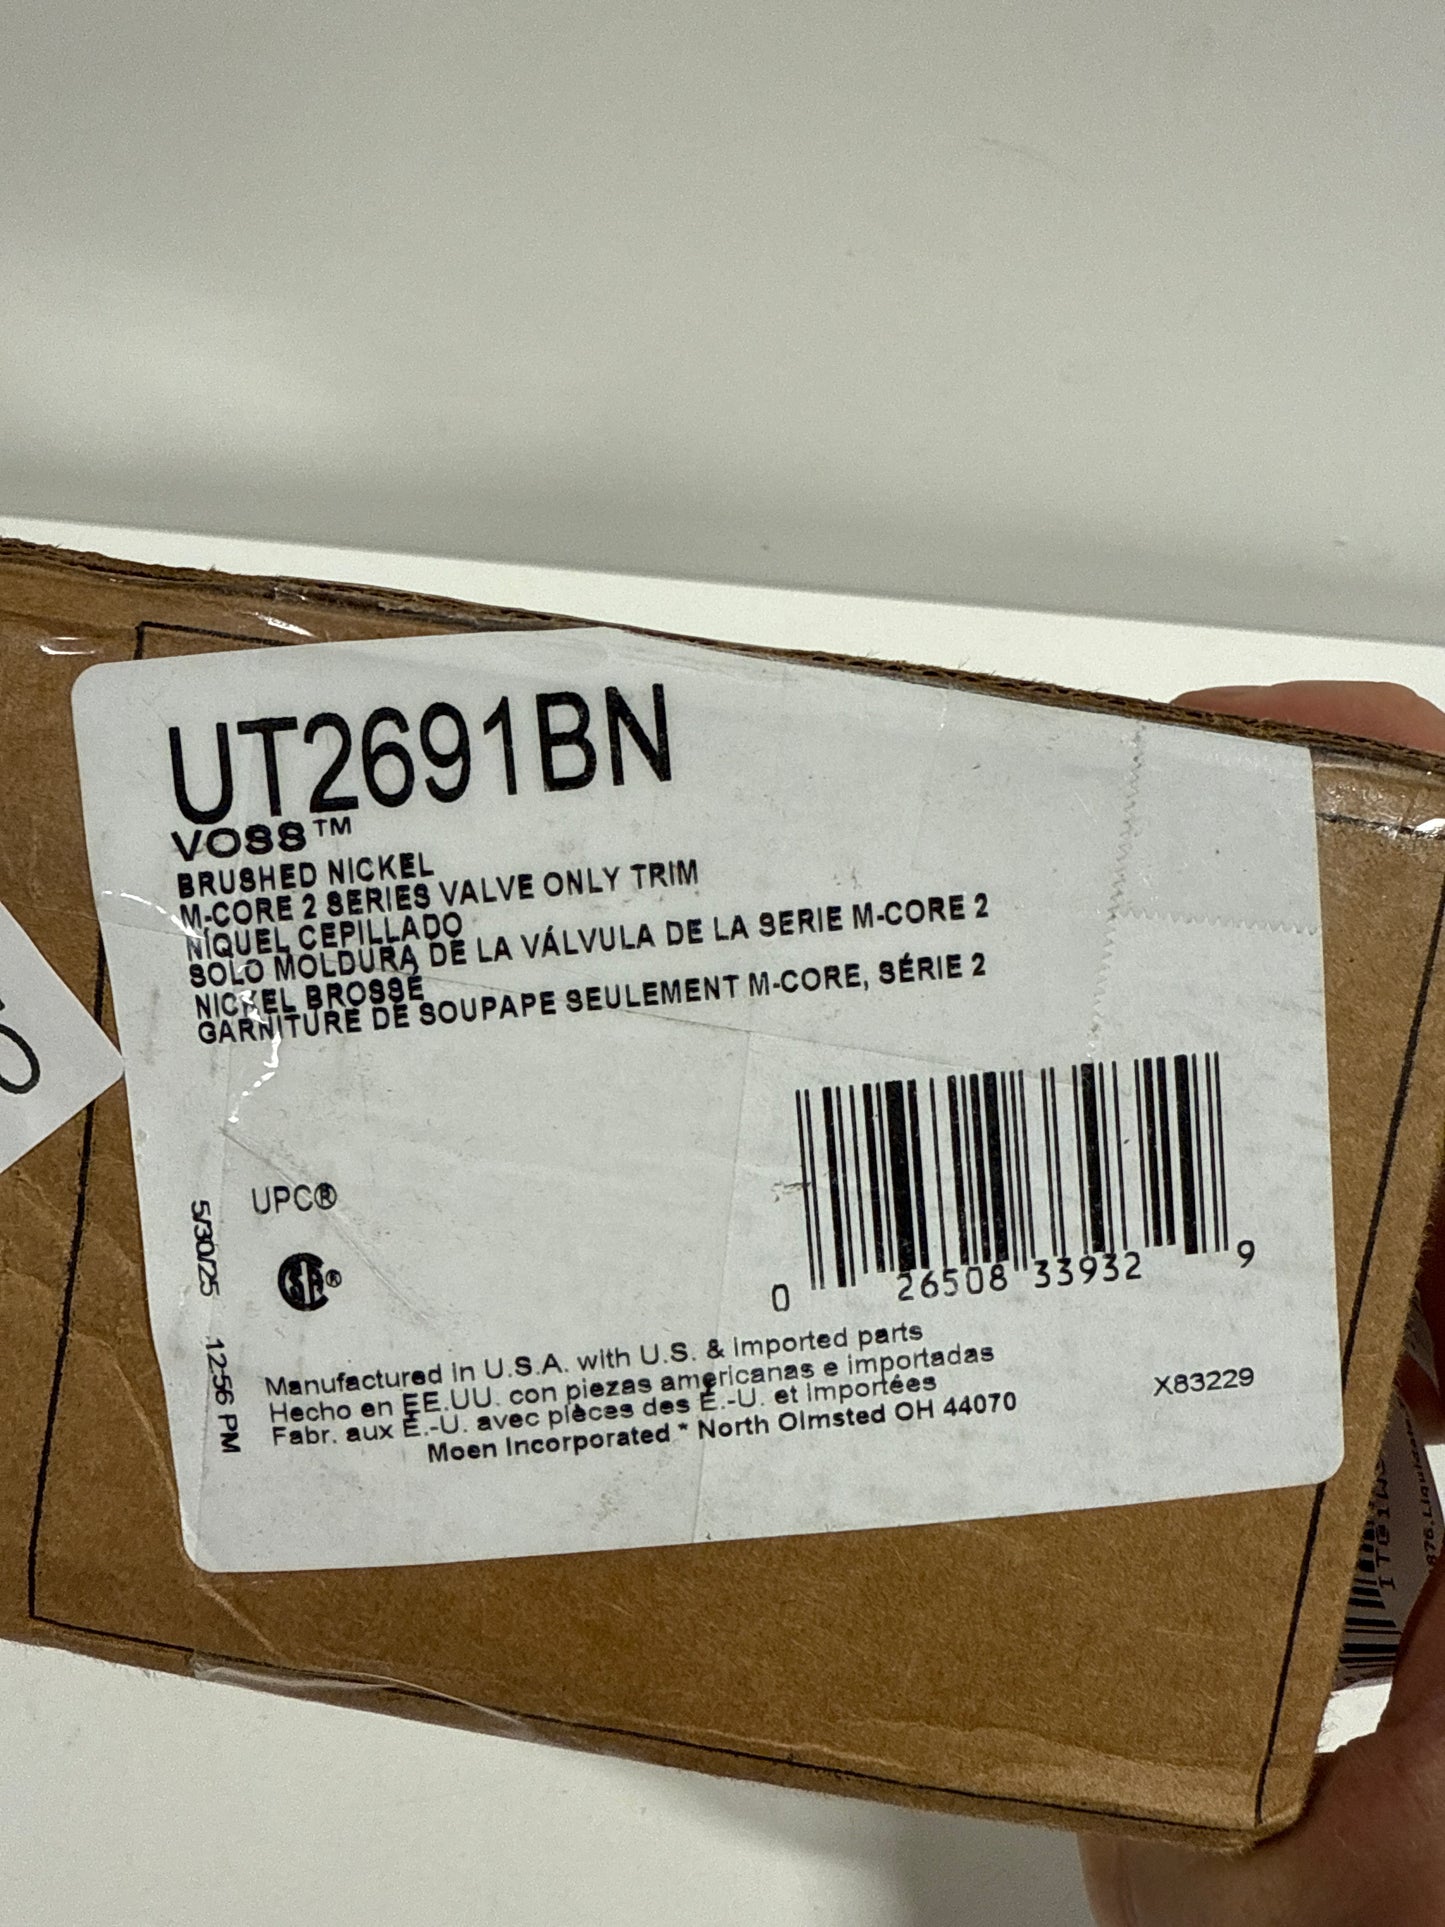 UT2691BN
VOSS™
BRUSHED NICKEL
M-CORE 2 SERIES VALVE ONLY TRIM
NÍQUEL CEPILLADO
SOLO MOLDURA DE LA VÁLVULA DE LA SERIE M-CORE 2
NICKEL BROSSÉ
GARNITURE DE SOUPAPE SEULEMENT M-CORE, SÉRIE 2
UPC®
5/30/25 12:56 PM
0 26508 33932 9
Manufactured in U.S.A. with U.S. & imported parts
Hecho en EE.UU. con piezas americanas e importadas
Fabr. aux É.-U. avec pièces des É.-U. et importées
Moen Incorporated * North Olmsted OH 44070
X83229